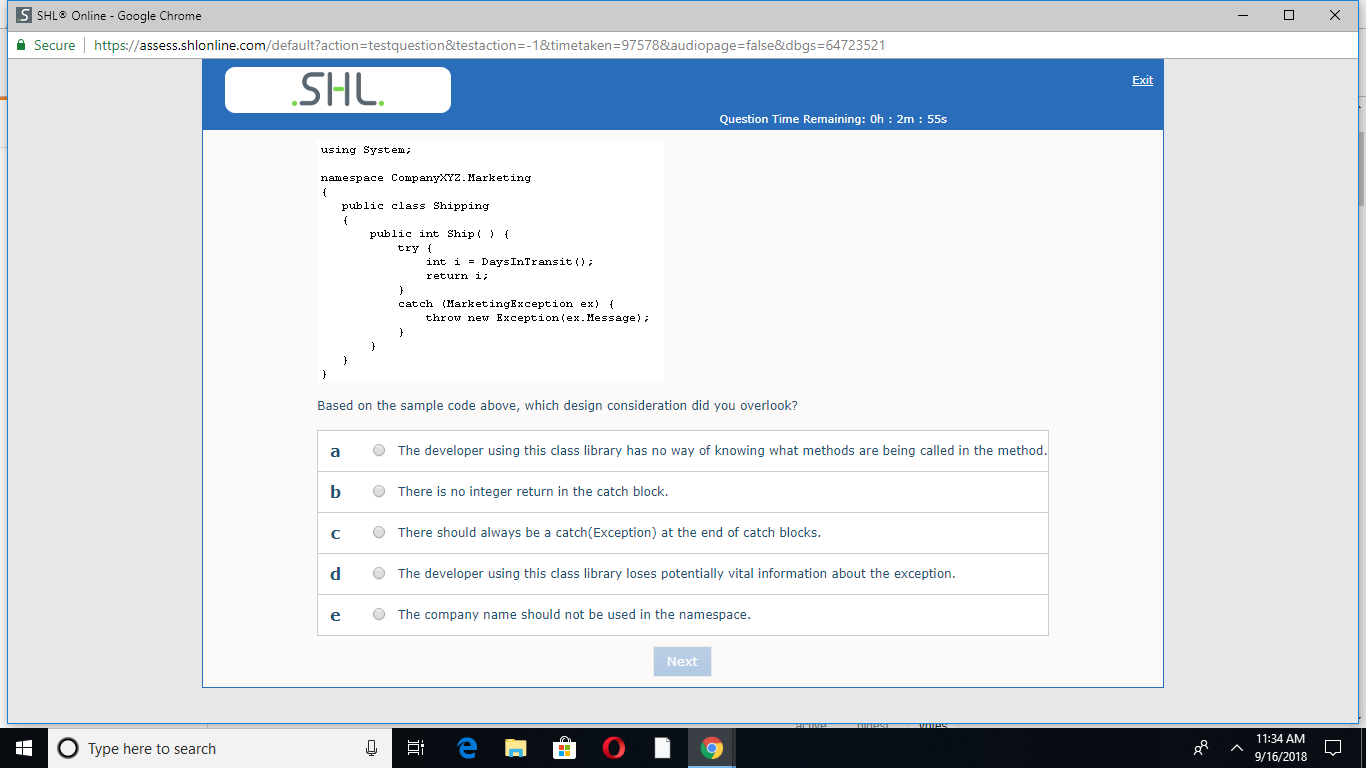 SHL® Online - Google Chrome
Secure https://assess.shlonline.com/default?action=testquestion&testaction=-1&timetaken=97578&audiopage=false&dbgs=64723521
.SHL.
Exit
Question Time Remaining: 0h : 2m : 55s
using System;
namespace CompanyXYZ.Marketing
{
public class Shipping
{
public int Ship( ) {
try {
int i = DaysInTransit();
return i;
}
catch (MarketingException ex) {
throw new Exception(ex.Message);
}
}
}
}
Based on the sample code above, which design consideration did you overlook?
a The developer using this class library has no way of knowing what methods are being called in the method.
b There is no integer return in the catch block.
c There should always be a catch(Exception) at the end of catch blocks.
d The developer using this class library loses potentially vital information about the exception.
e The company name should not be used in the namespace.
Next
active oldest votes
Type here to search
11:34 AM
9/16/2018